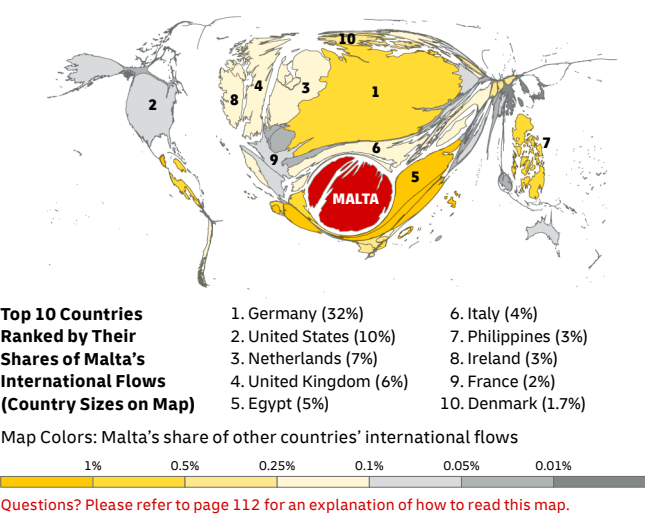 10
8
4
3
1
2
7
6
9
5
MALTA
Top 10 Countries
Ranked by Their
Shares of Malta's
International Flows
(Country Sizes on Map)
1. Germany (32%)
2. United States (10%)
3. Netherlands (7%)
4. United Kingdom (6%)
5. Egypt (5%)
6. Italy (4%)
7. Philippines (3%)
8. Ireland (3%)
9. France (2%)
10. Denmark (1.7%)
Map Colors: Malta's share of other countries' international flows
1% 0.5% 0.25% 0.1% 0.05% 0.01%
Questions? Please refer to page 112 for an explanation of how to read this map.